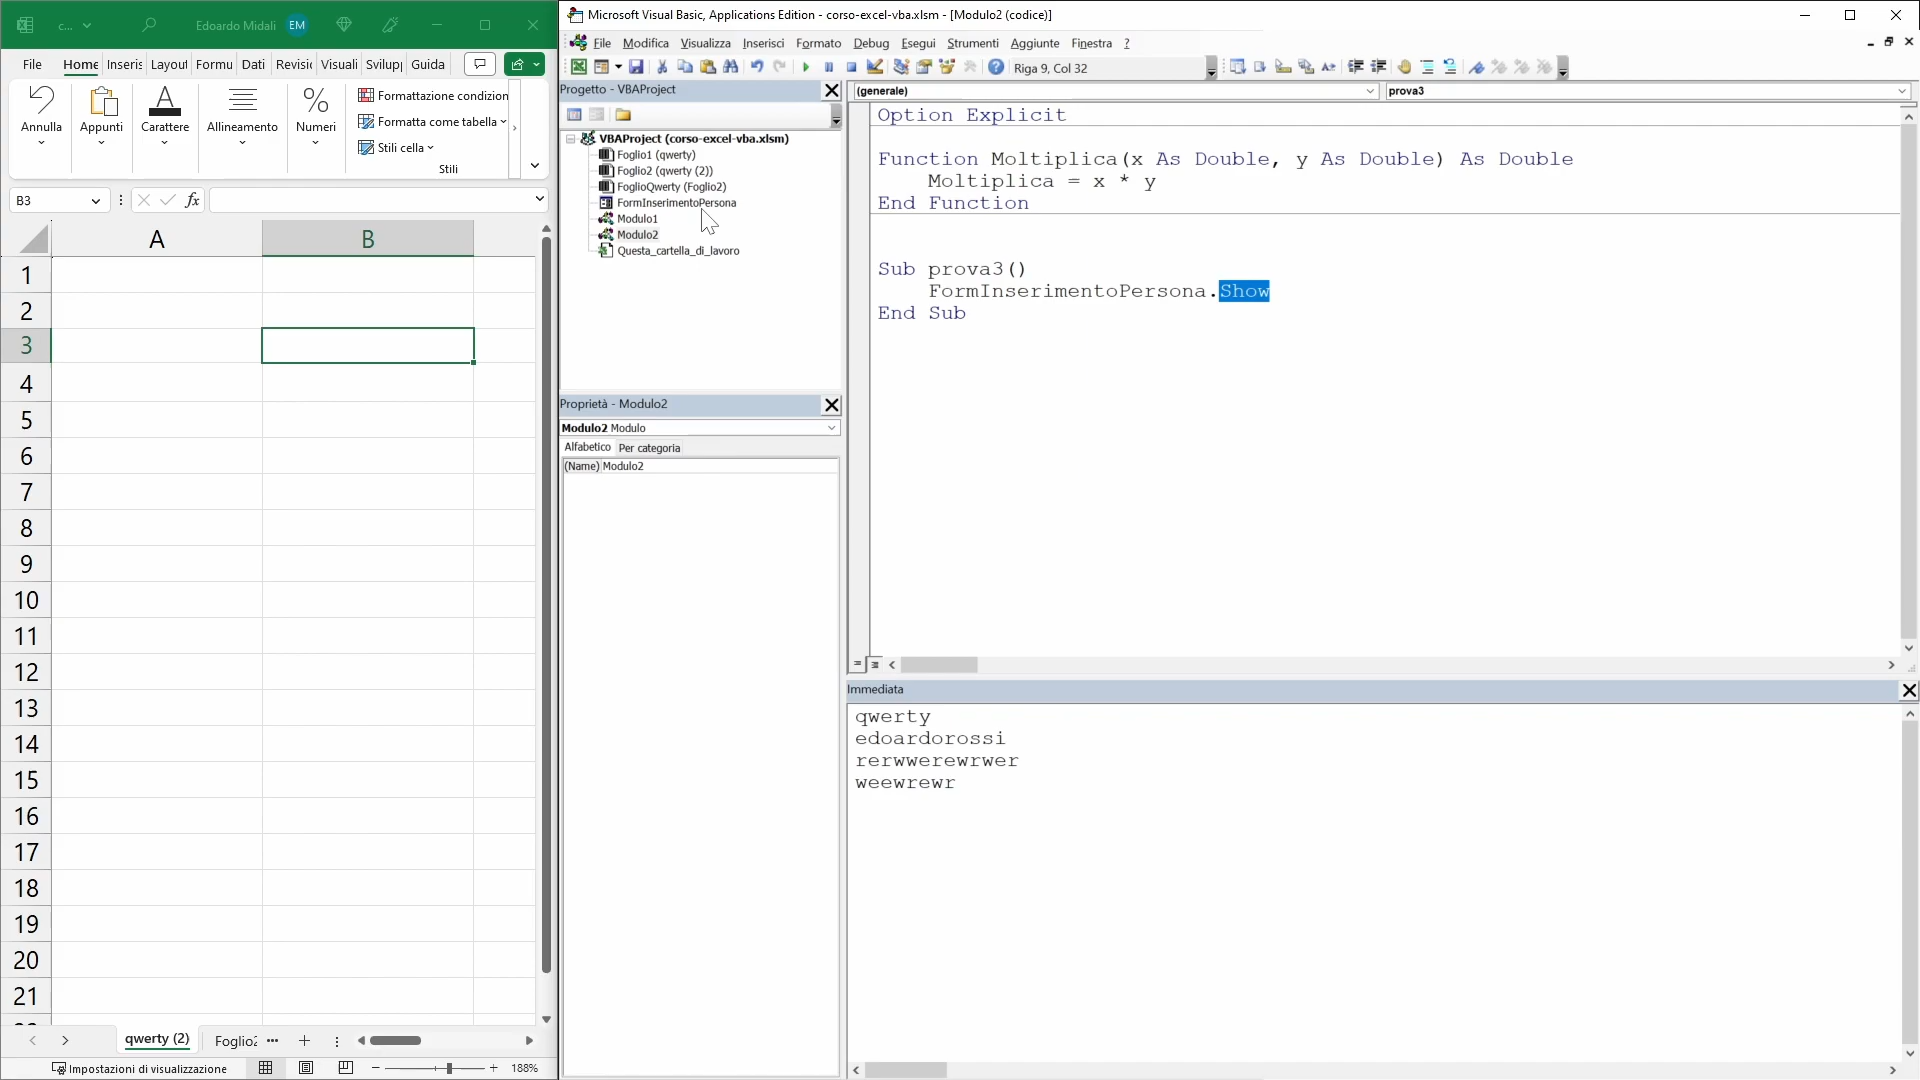 c...
Edoardo Midali EM
File Home Inseris Layout Formu Dati Revisic Visuali Svilupp Guida
Annulla
Appunti
Carattere
Allineamento
Numeri
Formattazione condizion
Formatta come tabella
Stili cella
Stili
B3
fx
A B
1
2
3
4
5
6
7
8
9
10
11
12
13
14
15
16
17
18
19
20
21
qwerty (2) Foglio2 ...
Impostazioni di visualizzazione
188%
Microsoft Visual Basic, Applications Edition - corso-excel-vba.xlsm - [Modulo2 (codice)]
File Modifica Visualizza Inserisci Formato Debug Esegui Strumenti Aggiunte Finestra ?
Riga 9, Col 32
Progetto - VBAProject
VBAProject (corso-excel-vba.xlsm)
Foglio1 (qwerty)
Foglio2 (qwerty (2))
FoglioQwerty (Foglio2)
FormInserimentoPersona
Modulo1
Modulo2
Questa_cartella_di_lavoro
Proprietà - Modulo2
Modulo2 Modulo
Alfabetico Per categoria
(Name) Modulo2
(generale) prova3
Option Explicit
Function Moltiplica(x As Double, y As Double) As Double
Moltiplica = x * y
End Function
Sub prova3()
FormInserimentoPersona.Show
End Sub
Immediata
qwerty
edoardorossi
rerwwerewrwer
weewrewr